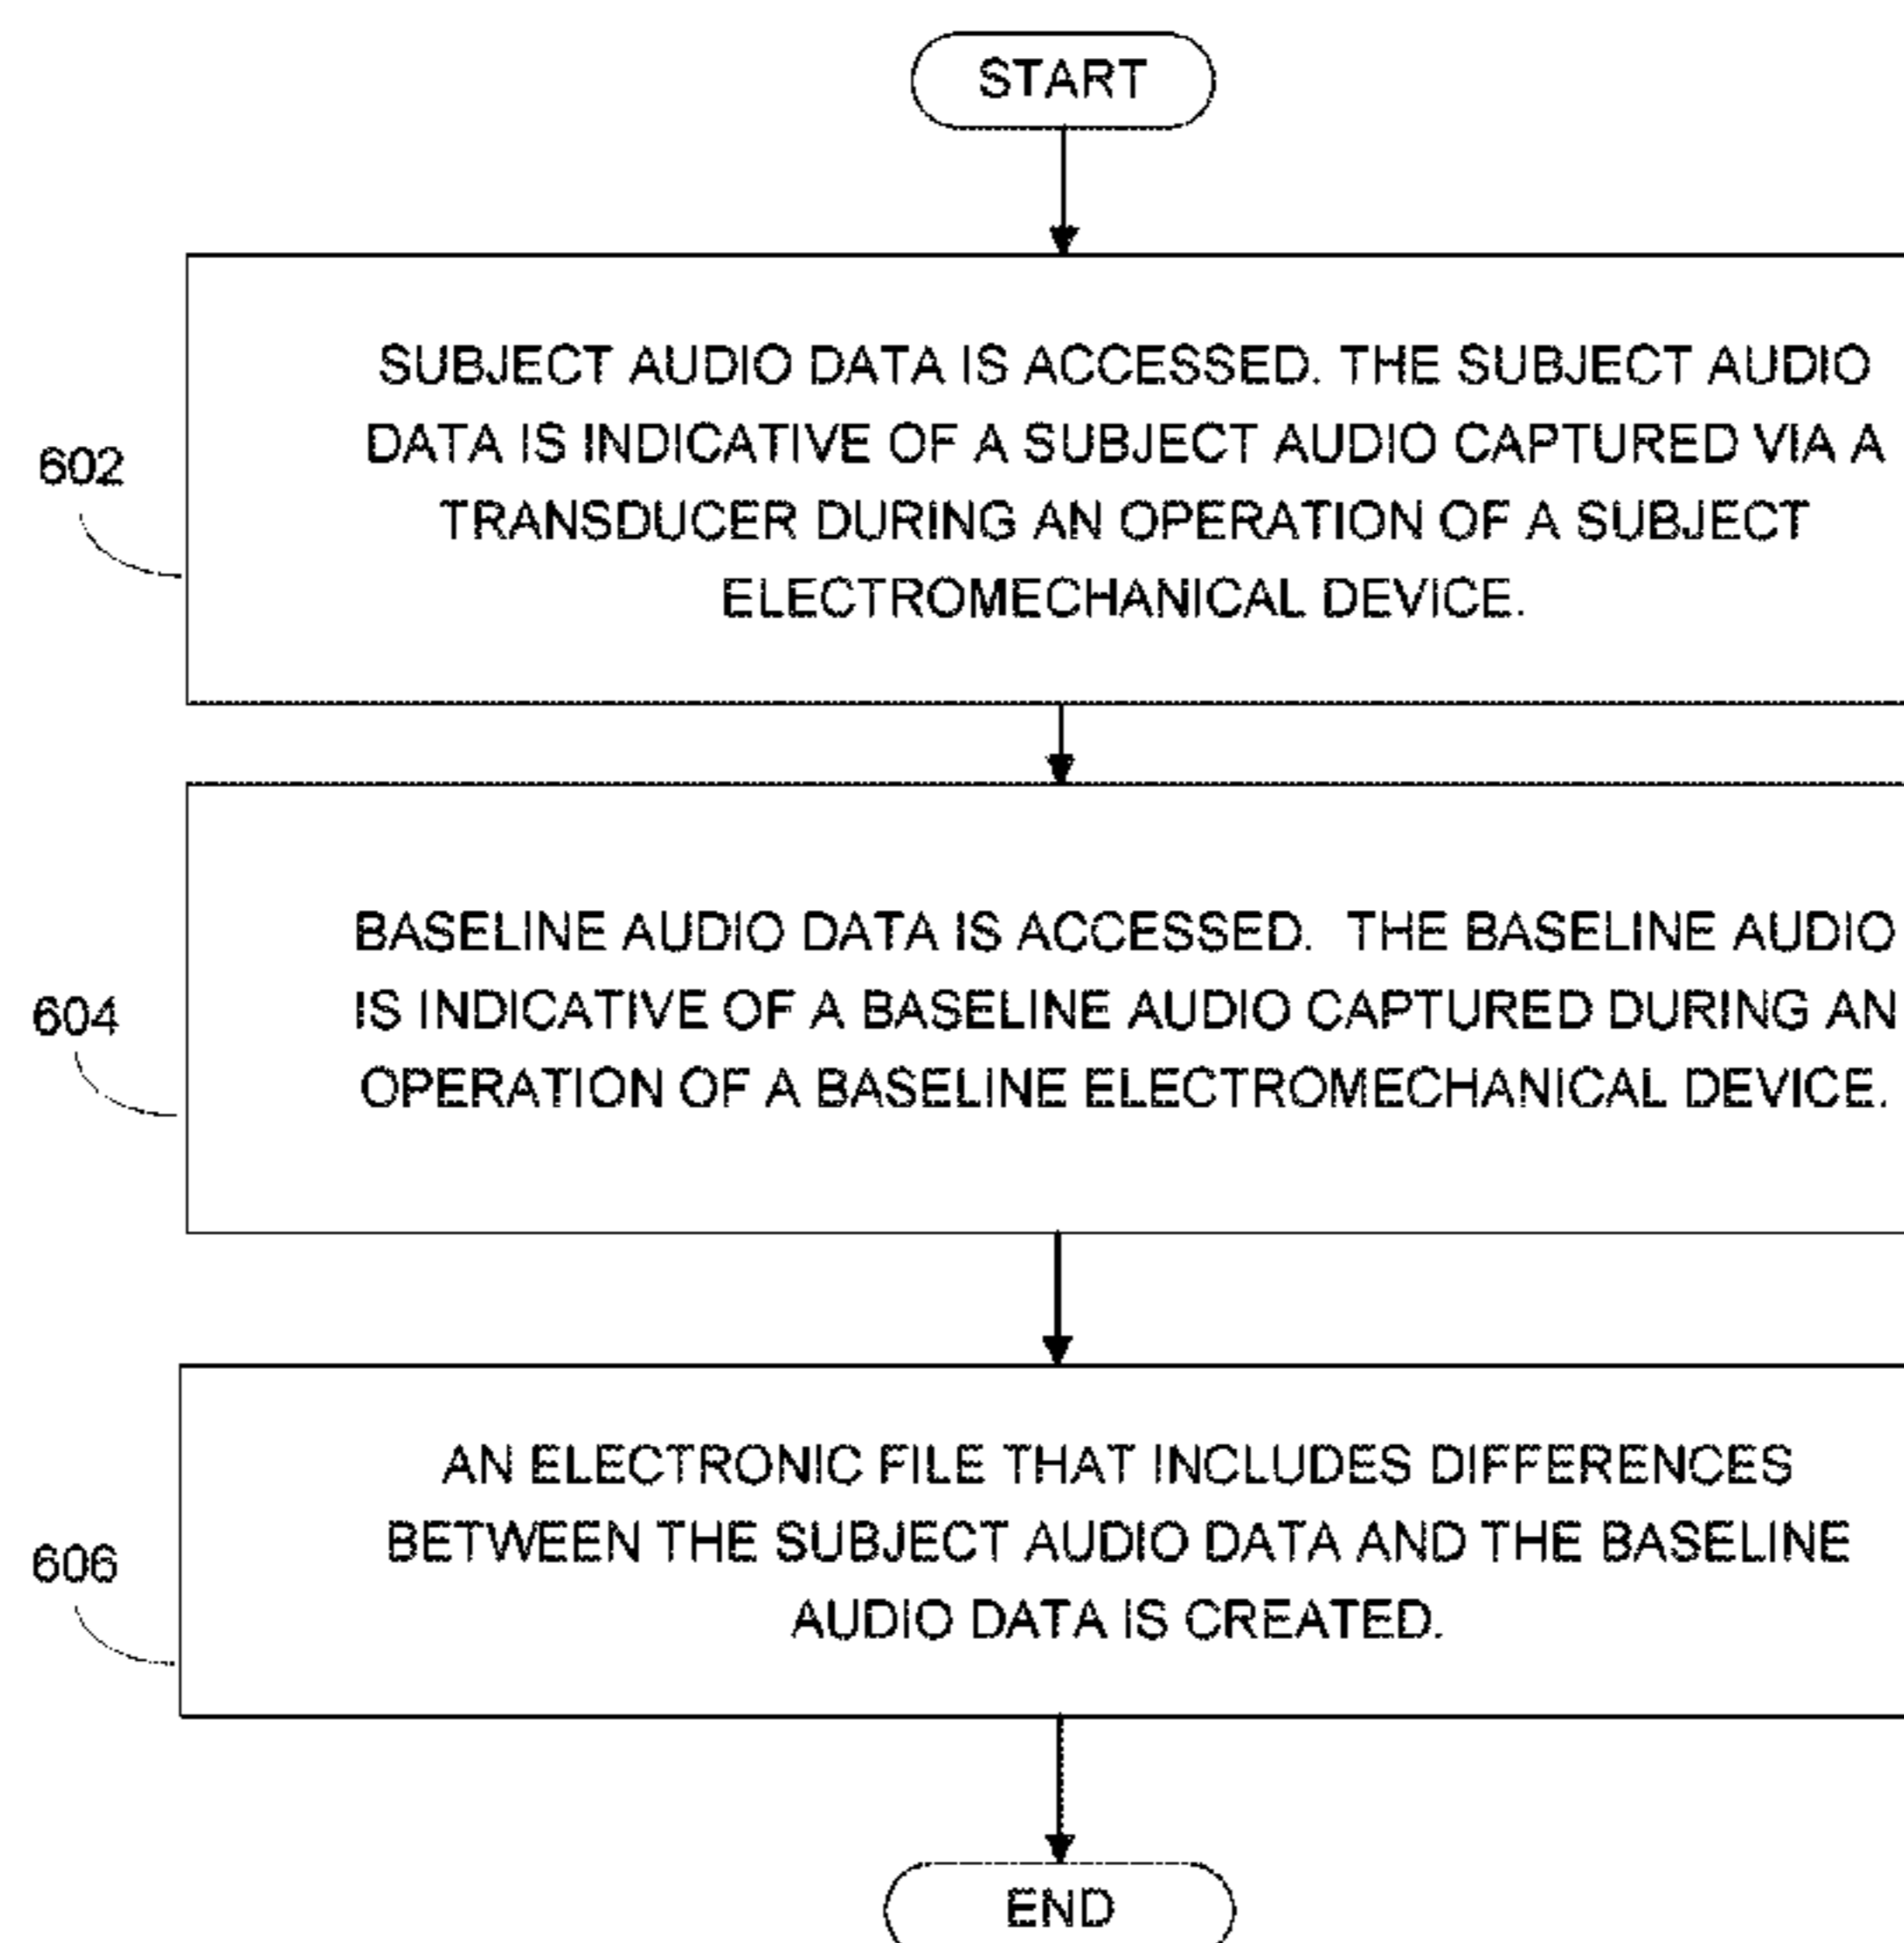 START
602
SUBJECT AUDIO DATA IS ACCESSED. THE SUBJECT AUDIO
DATA IS INDICATIVE OF A SUBJECT AUDIO CAPTURED VIA A
TRANSDUCER DURING AN OPERATION OF A SUBJECT
ELECTROMECHANICAL DEVICE.
604
BASELINE AUDIO DATA IS ACCESSED. THE BASELINE AUDIO
IS INDICATIVE OF A BASELINE AUDIO CAPTURED DURING AN
OPERATION OF A BASELINE ELECTROMECHANICAL DEVICE.
606
AN ELECTRONIC FILE THAT INCLUDES DIFFERENCES
BETWEEN THE SUBJECT AUDIO DATA AND THE BASELINE
AUDIO DATA IS CREATED.
END